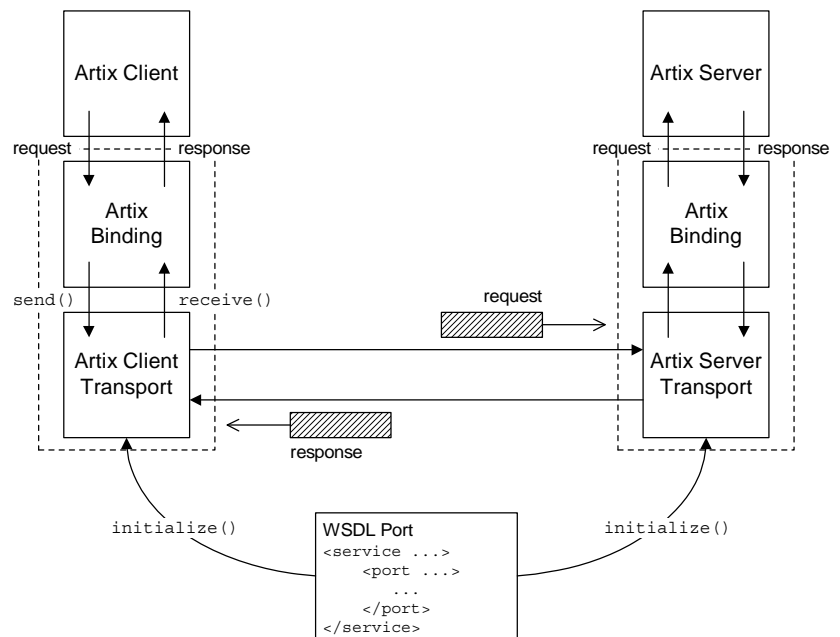 Artix Client
Artix Server
request
response
request
response
Artix
Binding
Artix
Binding
send()
receive()
request
Artix Client
Transport
Artix Server
Transport
response
initialize()
initialize()
WSDL Port
<service ...>
<port ...>
...
</port>
</service>